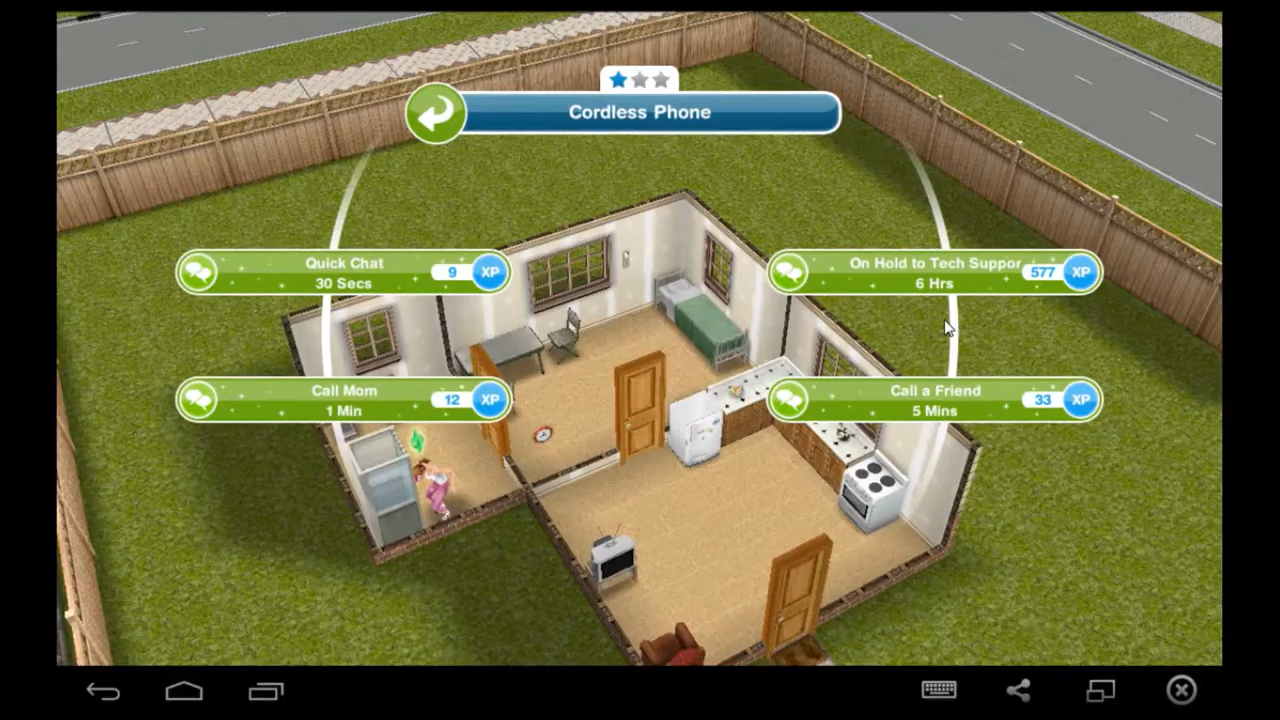 Cordless Phone
Quick Chat
30 Secs
9 XP
On Hold to Tech Suppor
6 Hrs
577 XP
Call Mom
1 Min
12 XP
Call a Friend
5 Mins
33 XP